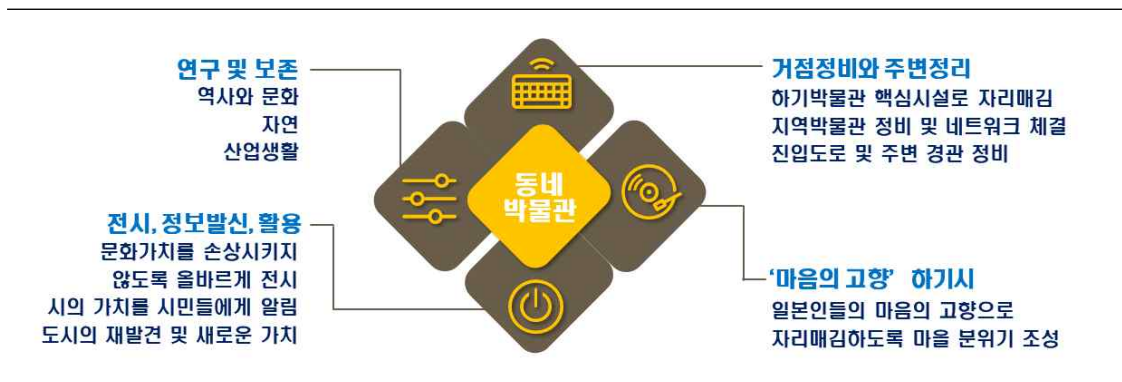 연구 및 보존
역사와 문화
자연
산업생활
전시, 정보발신, 활용
문화가치를 손상시키지
않도록 올바르게 전시
시의 가치를 시민들에게 알림
도시의 재발견 및 새로운 가치
동네
박물관
거점정비와 주변정리
하기박물관 핵심시설로 자리매김
지역박물관 정비 및 네트워크 체결
진입도로 및 주변 경관 정비
‘마음의 고향’ 하기시
일본인들의 마음의 고향으로
자리매김하도록 마을 분위기 조성